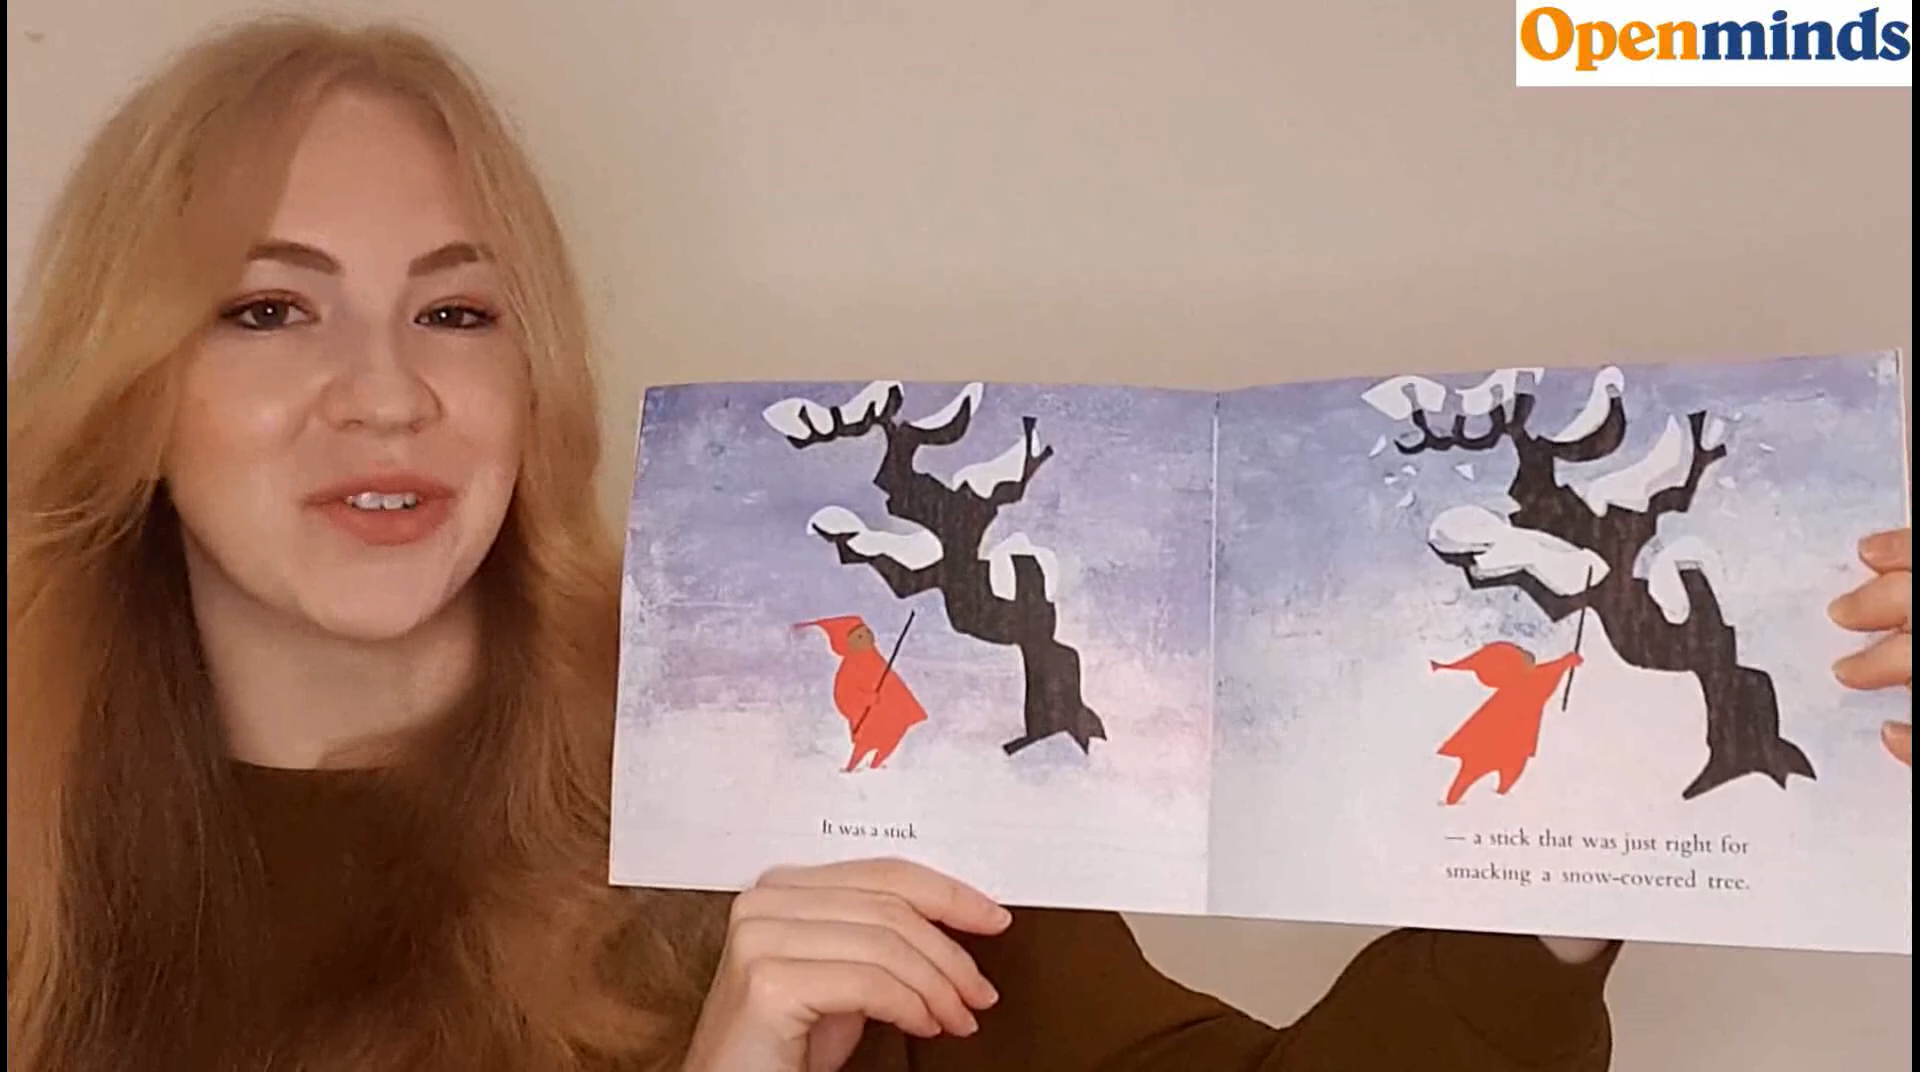 Openminds
It was a stick
— a stick that was just right for
smacking a snow-covered tree.